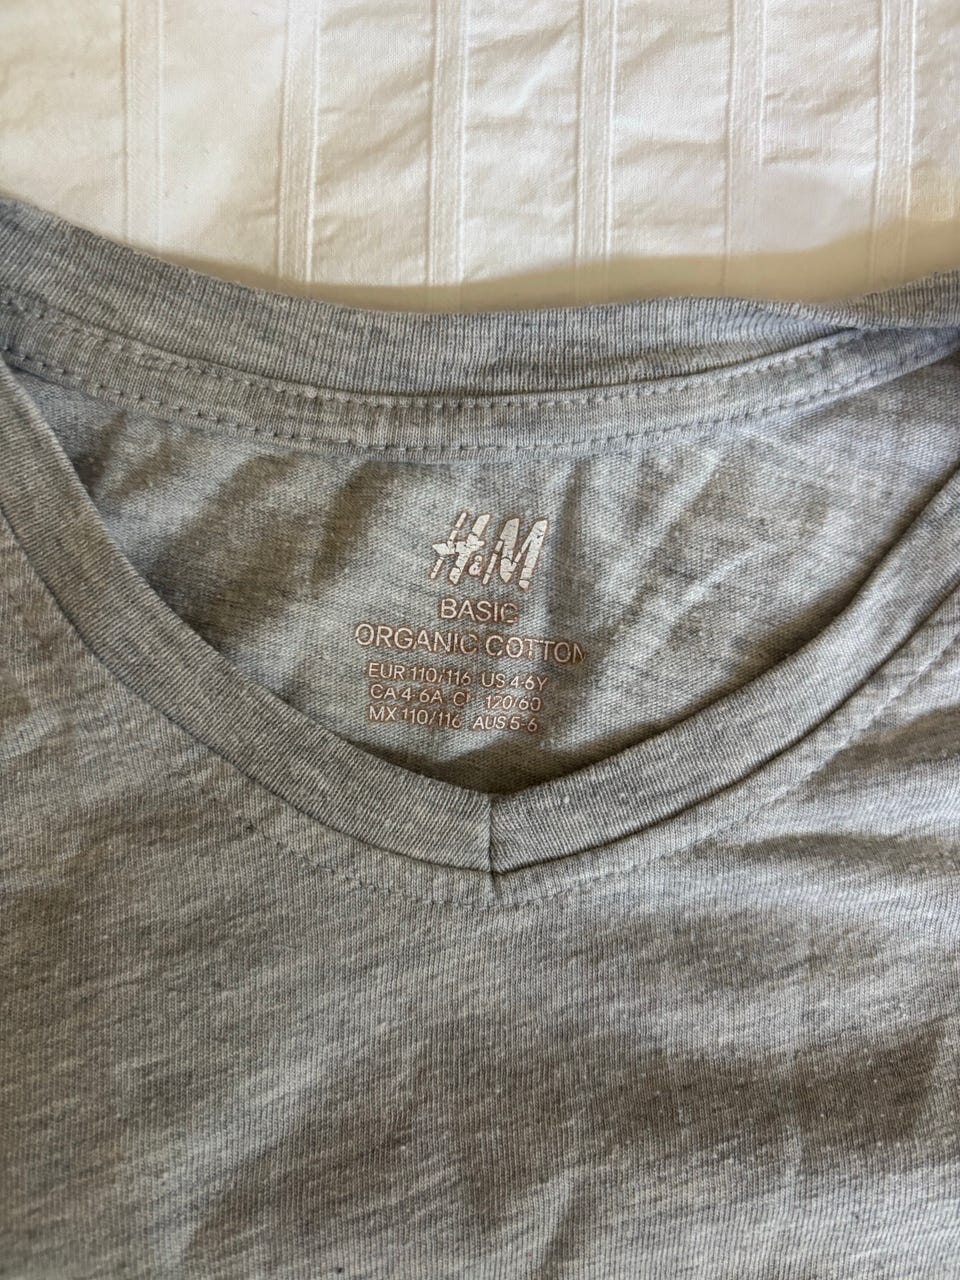 H&M
BASIC
ORGANIC COTTON
EUR 110/116 US 4-6Y
CA 4-6A 120/60
MX 110/116 AUS 5-6